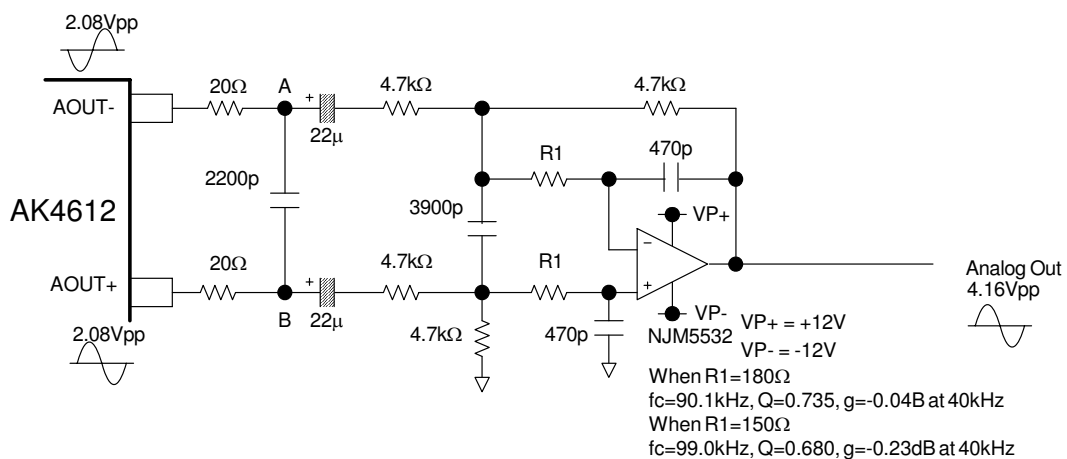 2.08Vpp
20Ω
A
+
4.7kΩ
4.7kΩ
AOUT-
22µ
R1
470p
2200p
AK4612
3900p
VP+
−
20Ω
+
4.7kΩ
R1
+
AOUT+
Analog Out
4.16Vpp
B
22µ
VP-
2.08Vpp
4.7kΩ
470p
NJM5532
VP+ = +12V
VP- = -12V
When R1=180Ω
fc=90.1kHz, Q=0.735, g=-0.04B at 40kHz
When R1=150Ω
fc=99.0kHz, Q=0.680, g=-0.23dB at 40kHz